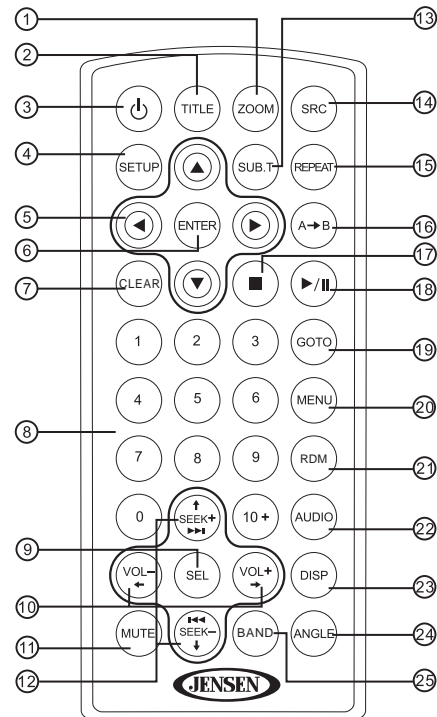 1
13
2
3
TITLE
ZOOM
SRC
14
4
SETUP
SUB.T
REPEAT
15
5
ENTER
A→B
16
6
17
7
CLEAR
▶/II
18
1
2
3
GOTO
19
4
5
6
MENU
20
8
7
8
9
RDM
21
0
SEEK+
10+
AUDIO
22
9
VOL-
SEL
VOL+
DISP
23
10
11
MUTE
SEEK-
BAND
ANGLE
24
12
25
JENSEN